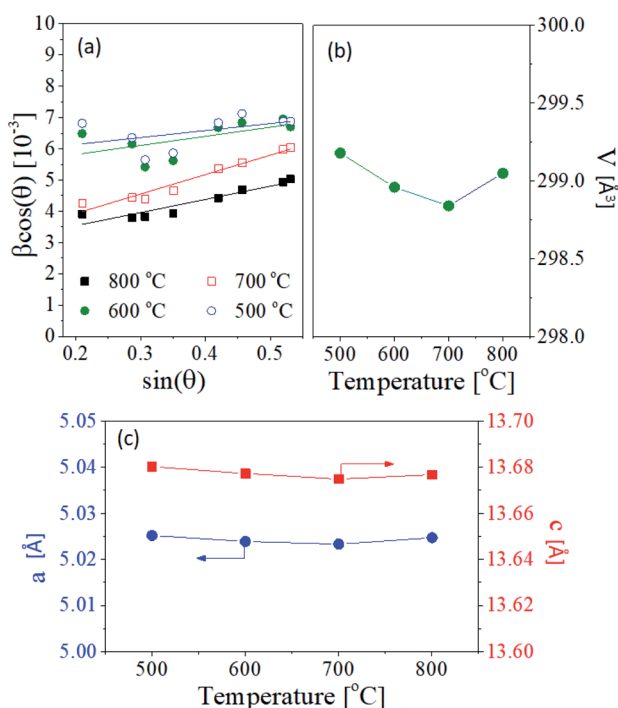 (a)
βcos(θ) [10⁻³]
10
9
8
7
6
5
4
3
2
1
0
800 °C
700 °C
600 °C
500 °C
0.2 0.3 0.4 0.5
sin(θ)
(b)
300.0
299.5
299.0
298.5
298.0
V [Å³]
500 600 700 800
Temperature [°C]
(c)
a [Å]
5.05
5.04
5.03
5.02
5.01
5.00
13.70
13.68
13.66
13.64
13.62
13.60
c [Å]
500 600 700 800
Temperature [°C]